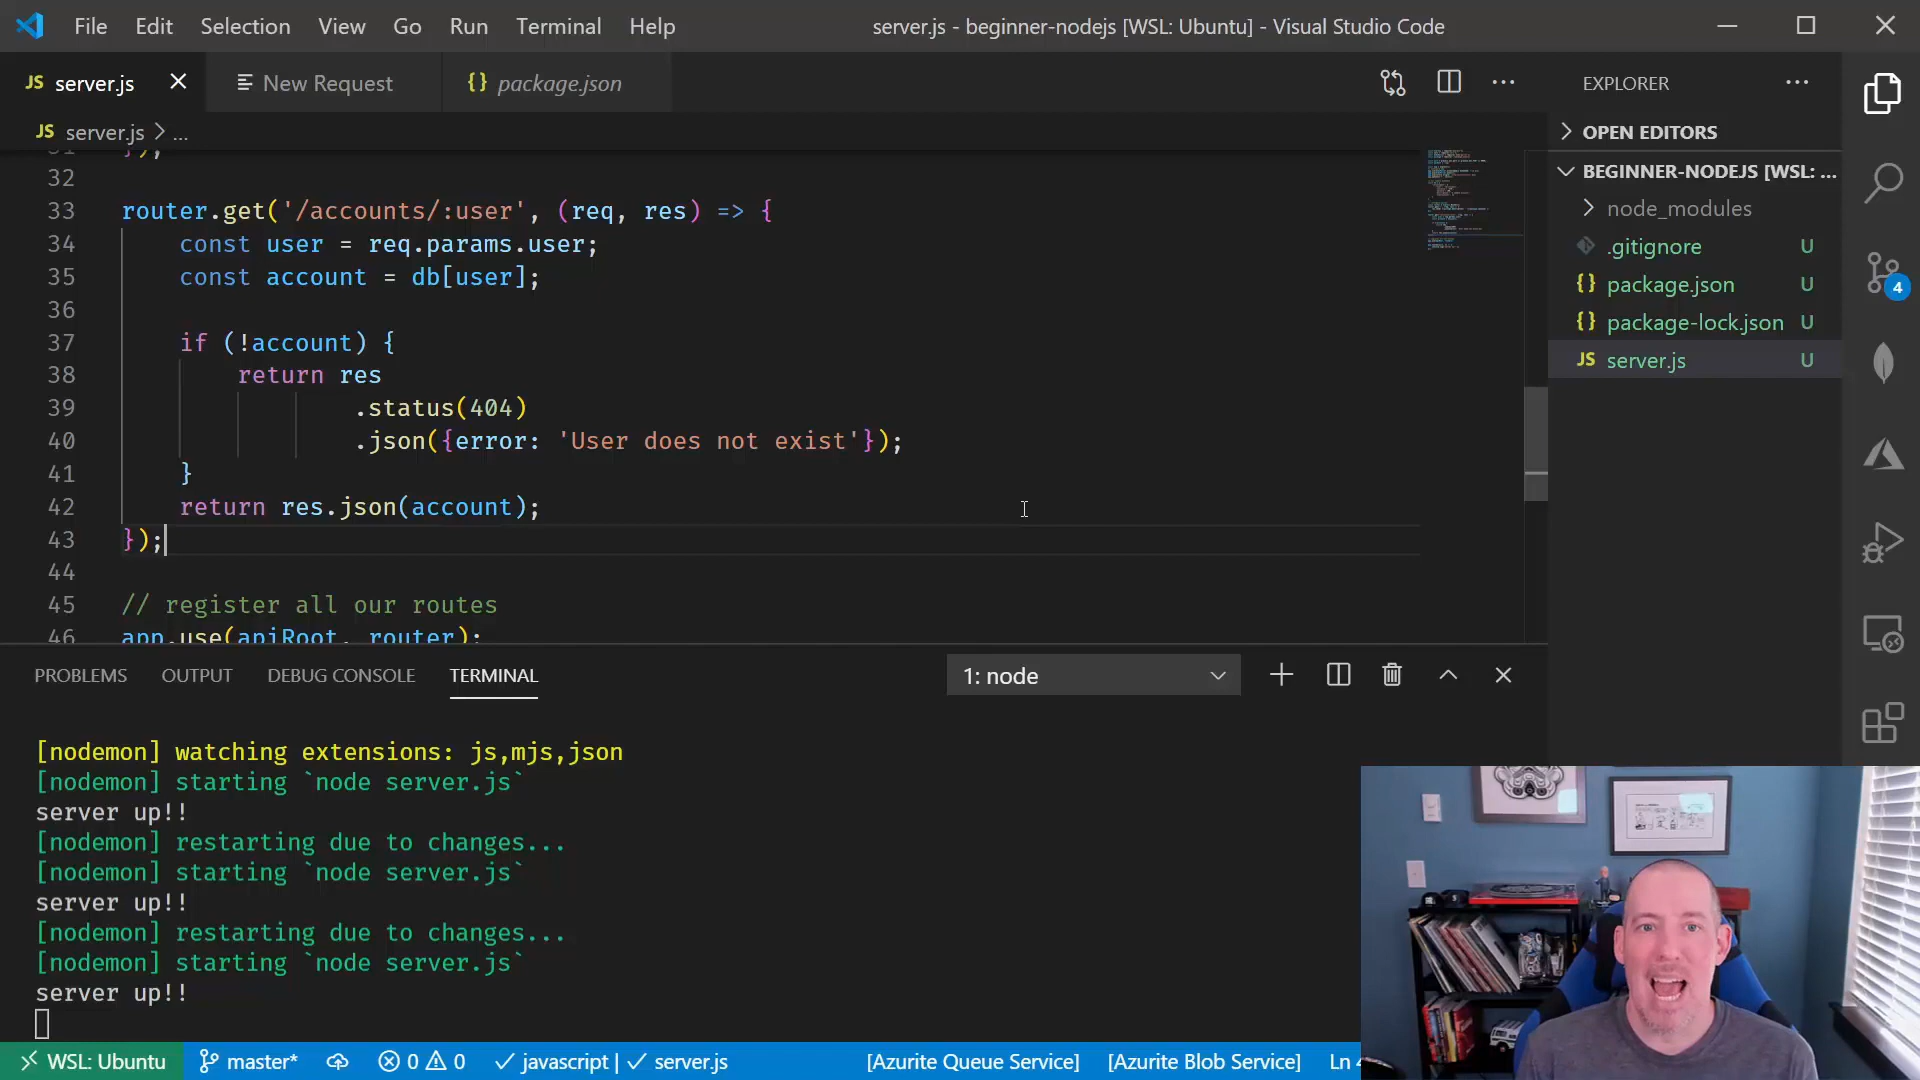 File Edit Selection View Go Run Terminal Help
server.js - beginner-nodejs [WSL: Ubuntu] - Visual Studio Code
JS server.js New Request {} package.json
JS server.js > ...
EXPLORER
OPEN EDITORS
BEGINNER-NODEJS [WSL: ...
node_modules
.gitignore U
{} package.json U
{} package-lock.json U
JS server.js U
4
31 });
32
33 router.get('/accounts/:user', (req, res) => {
34 const user = req.params.user;
35 const account = db[user];
36
37 if (!account) {
38 return res
39 .status(404)
40 .json({error: 'User does not exist'});
41 }
42 return res.json(account);
43 });
44
45 // register all our routes
46 app.use(apiRoot, router);
PROBLEMS OUTPUT DEBUG CONSOLE TERMINAL
1: node
[nodemon] watching extensions: js,mjs,json
[nodemon] starting `node server.js`
server up!!
[nodemon] restarting due to changes...
[nodemon] starting `node server.js`
server up!!
[nodemon] restarting due to changes...
[nodemon] starting `node server.js`
server up!!
WSL: Ubuntu master* 0 0 javascript | server.js [Azurite Queue Service] [Azurite Blob Service] Ln